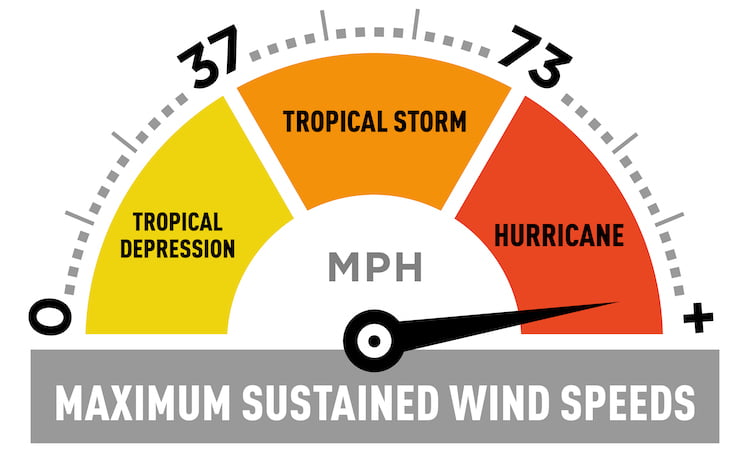 37
73
TROPICAL STORM
TROPICAL
DEPRESSION
HURRICANE
MPH
0
+
MAXIMUM SUSTAINED WIND SPEEDS